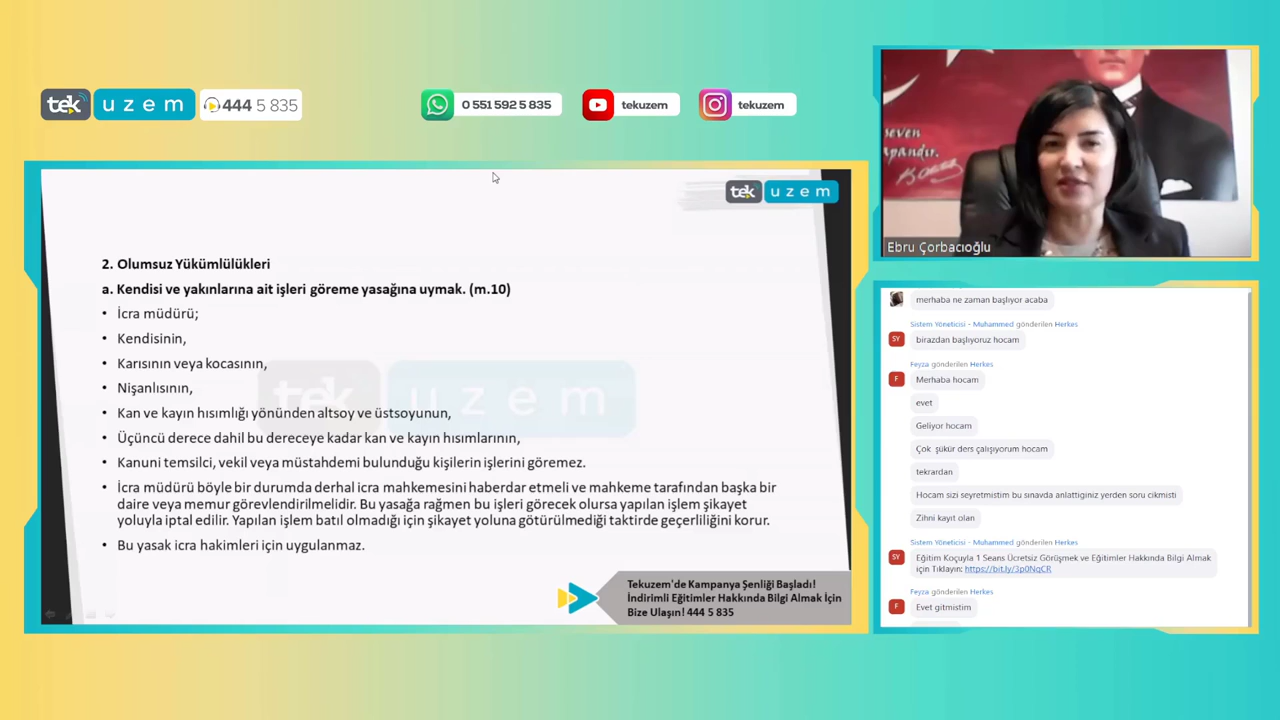 tek uzem 444 5 835
0 551 592 5 835
tekuzem
tekuzem
tek uzem
2. Olumsuz Yükümlülükleri
a. Kendisi ve yakınlarına ait işleri göreme yasağına uymak. (m.10)
• İcra müdürü;
• Kendisinin,
• Karısının veya kocasının,
• Nişanlısının,
• Kan ve kayın hısımlığı yönünden altsoy ve üstsoyunun,
• Üçüncü derece dahil bu dereceye kadar kan ve kayın hısımlarının,
• Kanuni temsilci, vekil veya müstahdemi bulunduğu kişilerin işlerini göremez.
• İcra müdürü böyle bir durumda derhal icra mahkemesini haberdar etmeli ve mahkeme tarafından başka bir
daire veya memur görevlendirilmelidir. Bu yasağa rağmen bu işleri görecek olursa yapılan işlem şikayet
yoluyla iptal edilir. Yapılan işlem batıl olmadığı için şikayet yoluna götürülmediği taktirde geçerliliğini korur.
• Bu yasak icra hakimleri için uygulanmaz.
tek uzem
Tekuzem'de Kampanya Şenliği Başladı!
İndirimli Eğitimler Hakkında Bilgi Almak İçin
Bize Ulaşın! 444 5 835
seven
apandır.
Ebru Çorbacıoğlu
merhaba ne zaman başlıyor acaba
Sistem Yöneticisi - Muhammed gönderilen Herkes
SY birazdan başlıyoruz hocam
Feyza gönderilen Herkes
F Merhaba hocam
evet
Geliyor hocam
Çok şükür ders çalışıyorum hocam
tekrardan
Hocam sizi seyretmistim bu sınavda anlattiginiz yerden soru cikmisti
Zihni kayıt olan
Sistem Yöneticisi - Muhammed gönderilen Herkes
SY Eğitim Koçuyla 1 Seans Ücretsiz Görüşmek ve Eğitimler Hakkında Bilgi Almak
için Tıklayın: https://bit.ly/3p0NqCR
Feyza gönderilen Herkes
F Evet gitmistim